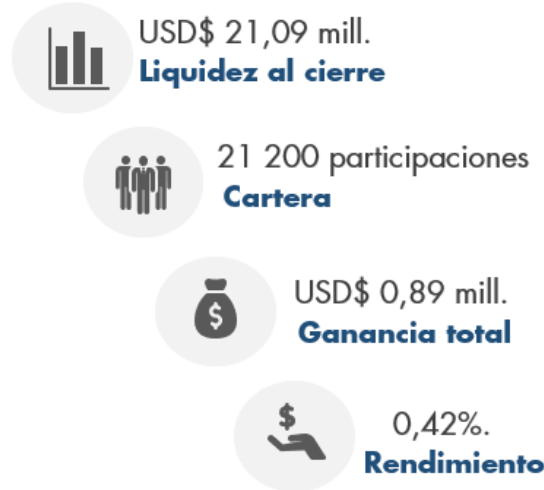 USD$ 21,09 mill.
Liquidez al cierre
21 200 participaciones
Cartera
$
USD$ 0,89 mill.
Ganancia total
$
0,42%.
Rendimiento